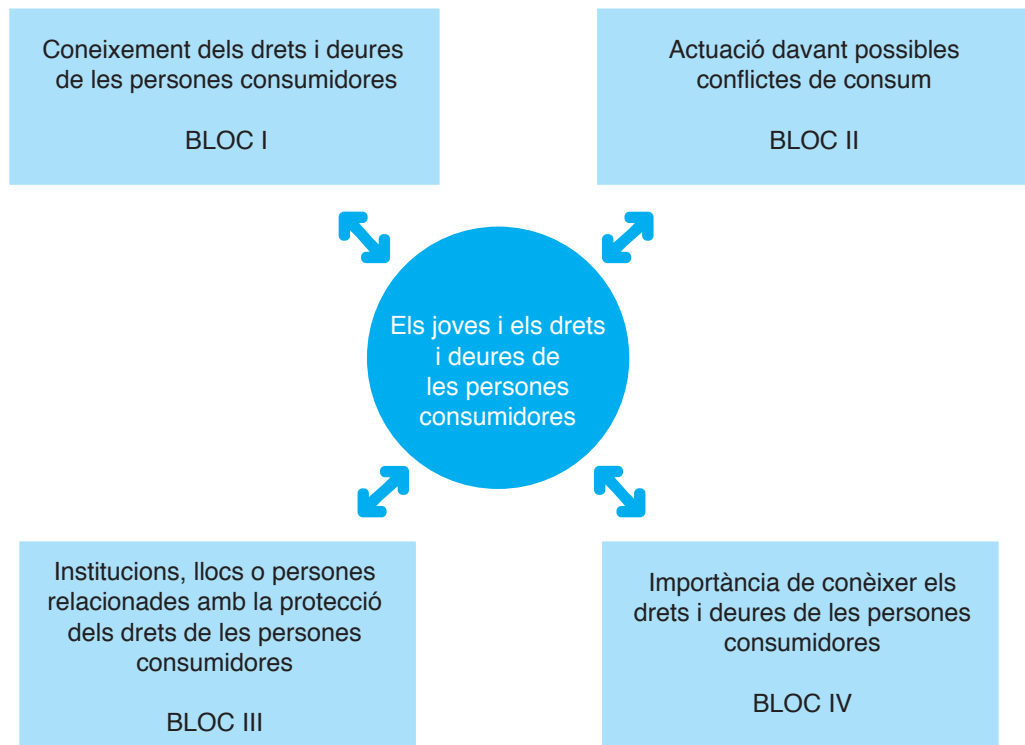 Coneixement dels drets i deures
de les persones consumidores
BLOC I
Actuació davant possibles
conflictes de consum
BLOC II
Els joves i els drets
i deures de
les persones
consumidores
Institucions, llocs o persones
relacionades amb la protecció
dels drets de les persones
consumidores
BLOC III
Importància de conèixer els
drets i deures de les persones
consumidores
BLOC IV